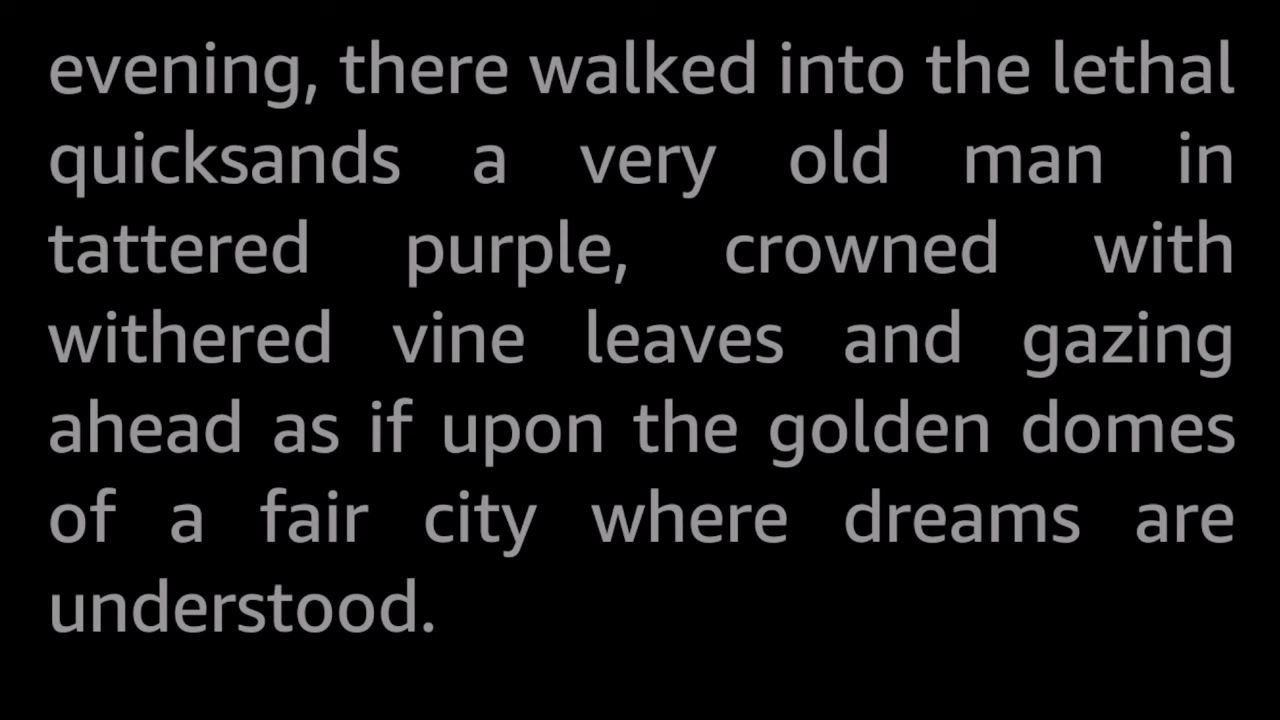 evening, there walked into the lethal
quicksands a very old man in
tattered purple, crowned with
withered vine leaves and gazing
ahead as if upon the golden domes
of a fair city where dreams are
understood.